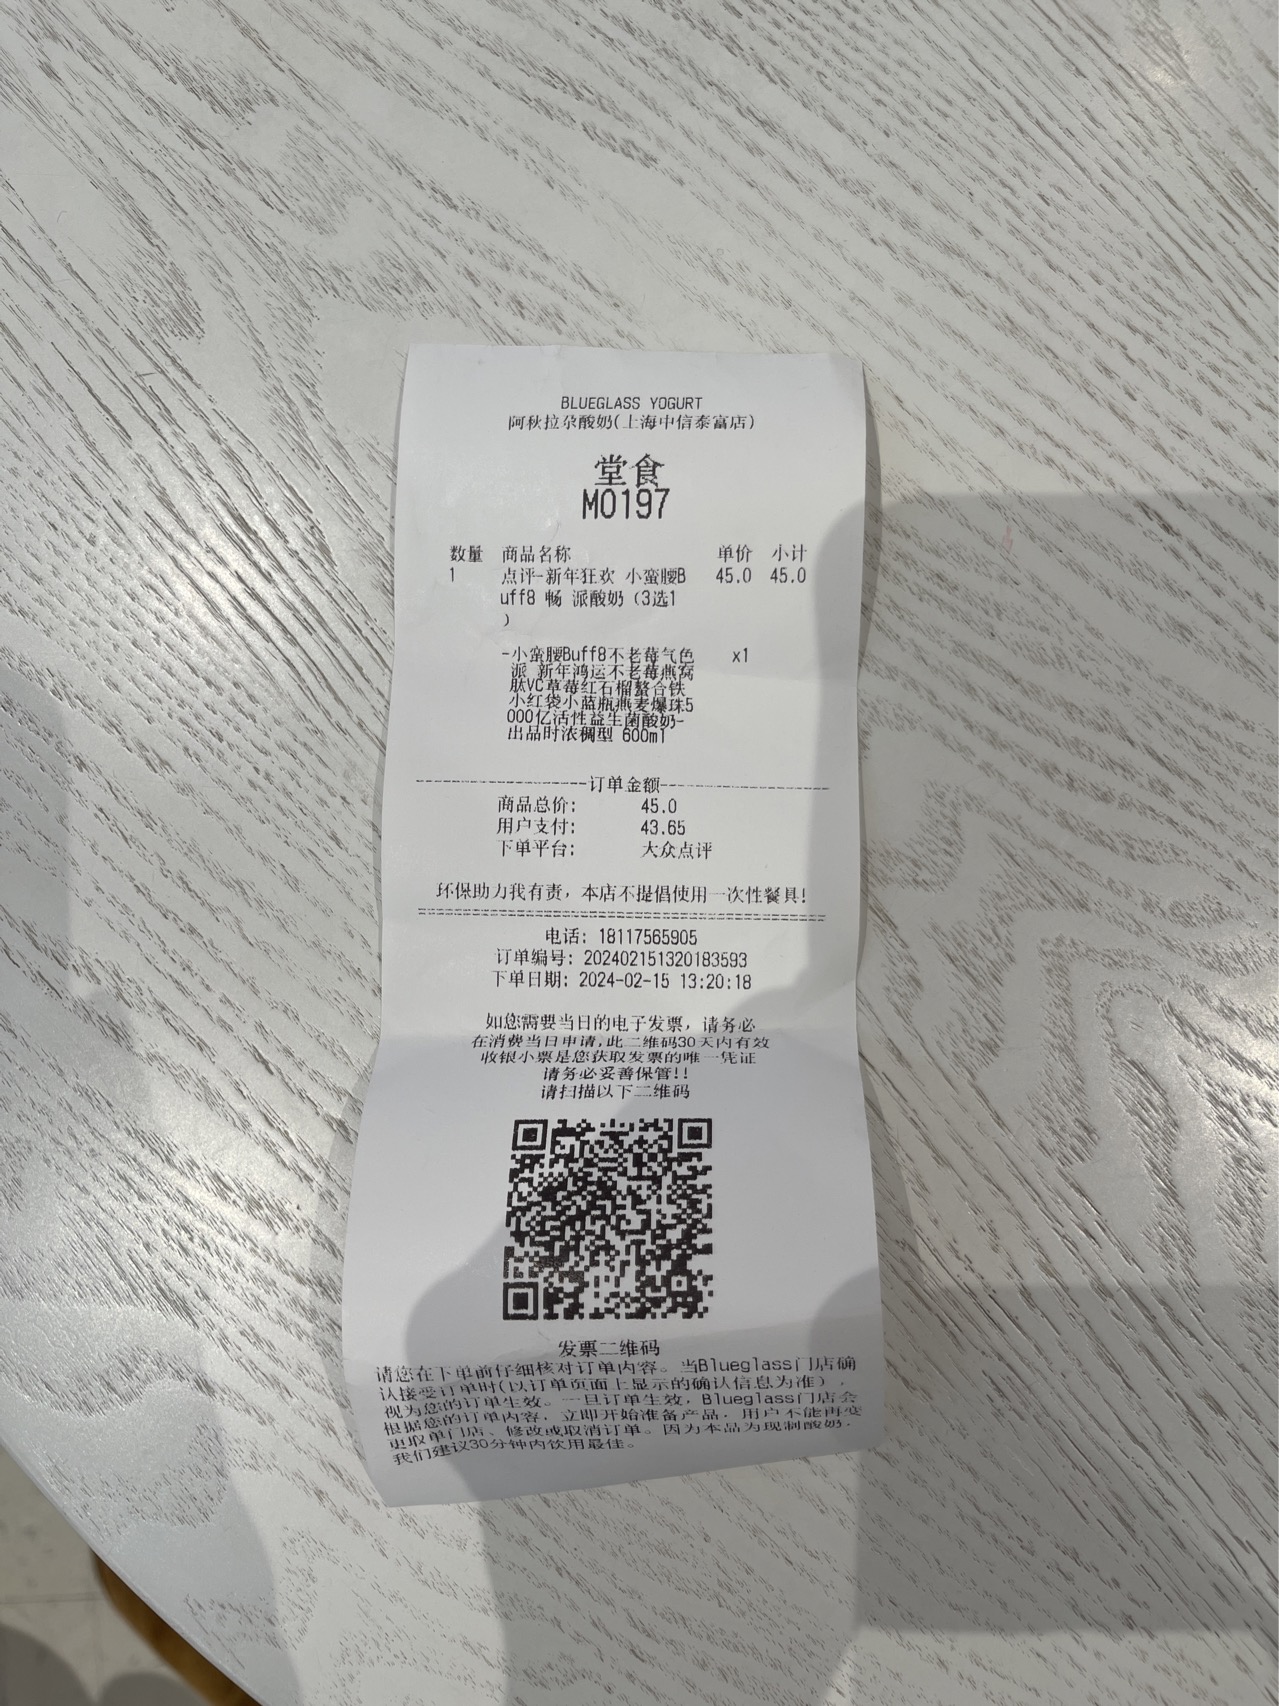 BLUEGLASS YOGURT
阿秋拉尕酸奶(上海中信泰富店)
堂食
M0197
数量 商品名称 单价 小计
1 点评-新年狂欢 小蛮腰B 45.0 45.0
uff8 畅 派酸奶（3选1
）
-小蛮腰Buff8不老莓气色 x1
派 新年鸿运不老莓燕窝
肽VC草莓红石榴螯合铁
小红袋小蓝瓶燕麦爆珠5
000亿活性益生菌酸奶-
出品时浓稠型 600ml
订单金额
商品总价: 45.0
用户支付: 43.65
下单平台: 大众点评
环保助力我有责，本店不提倡使用一次性餐具!
电话: 18117565905
订单编号: 202402151320183593
下单日期: 2024-02-15 13:20:18
如您需要当日的电子发票，请务必
在消费当日申请,此二维码30天内有效
收银小票是您获取发票的唯一凭证
请务必妥善保管!!
请扫描以下二维码
发票二维码
请您在下单前仔细核对订单内容。当Blueglass门店确
认接受订单时(以订单页面上显示的确认信息为准)，
视为您的订单生效。一旦订单生效，Blueglass门店会
根据您的订单内容，立即开始准备产品，用户不能再变
更取单门店、修改或取消订单。因为本品为现制酸奶，
我们建议30分钟内饮用最佳。